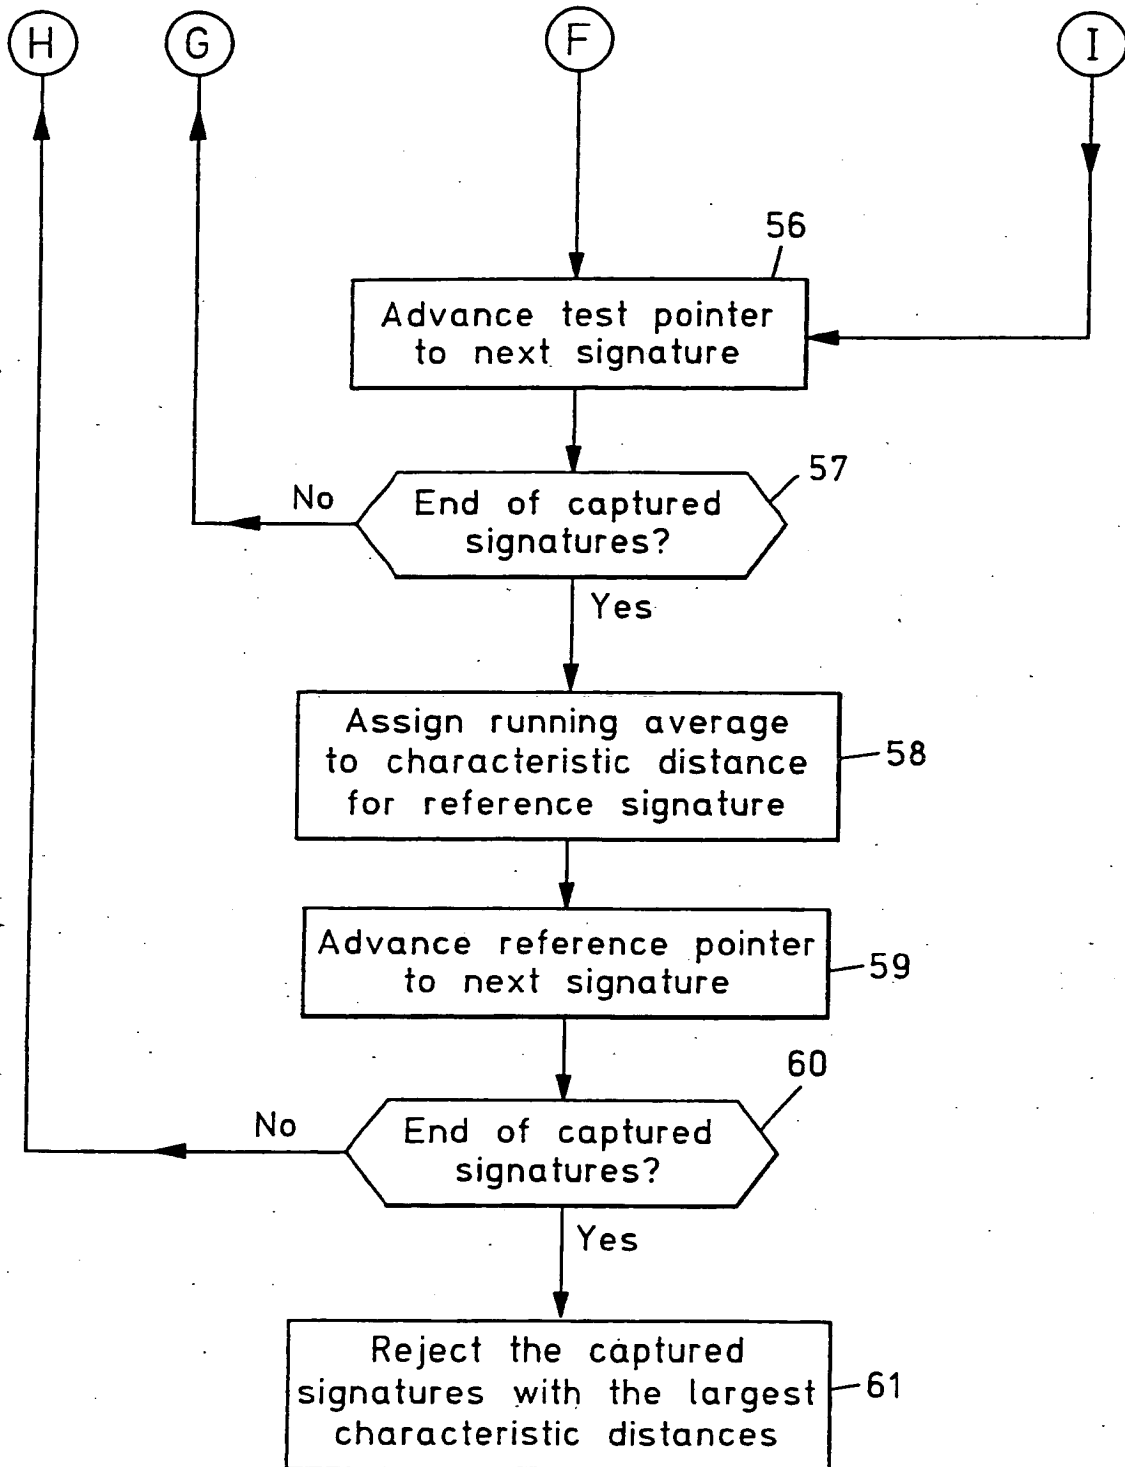 H G F I
56
Advance test pointer
to next signature
57
No
End of captured
signatures?
Yes
Assign running average
to characteristic distance
for reference signature
58
Advance reference pointer
to next signature
59
60
No
End of captured
signatures?
Yes
Reject the captured
signatures with the largest
characteristic distances
61